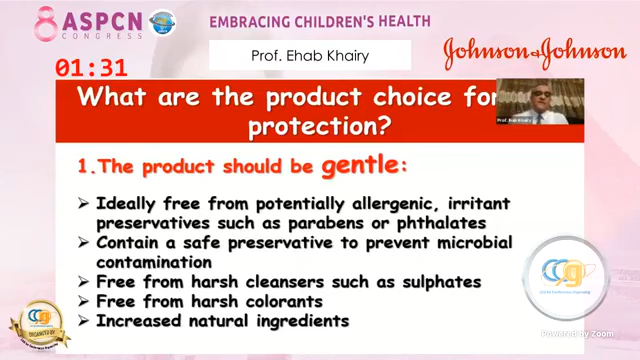 8 ASPCN
CONGRESS
EMBRACING CHILDREN'S HEALTH
Prof. Ehab Khairy
Johnson & Johnson
01:31
What are the product choice for
protection?
Prof. Ehab Khairy
1.The product should be gentle:
➢ Ideally free from potentially allergenic, irritant
preservatives such as parabens or phthalates
➢ Contain a safe preservative to prevent microbial
contamination
➢ Free from harsh cleansers such as sulphates
➢ Free from harsh colorants
➢ Increased natural ingredients
CCO
ORGANIZED BY
Powered by Zoom